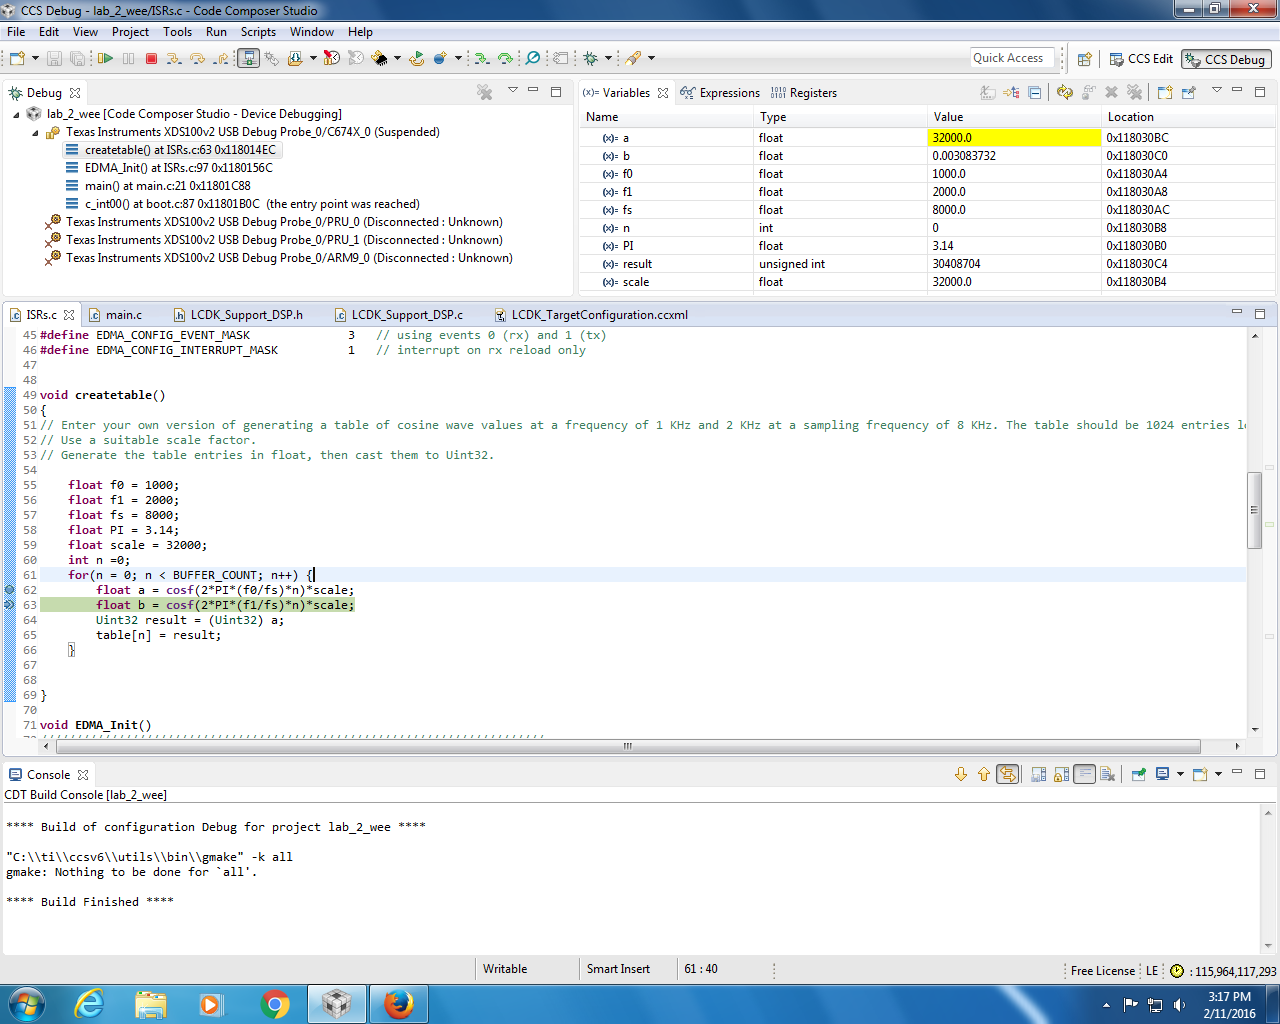 CCS Debug - lab_2_wee/ISRs.c - Code Composer Studio
File Edit View Project Tools Run Scripts Window Help
Quick Access CCS Edit CCS Debug
Debug
lab_2_wee [Code Composer Studio - Device Debugging]
Texas Instruments XDS100v2 USB Debug Probe_0/C674X_0 (Suspended)
createtable() at ISRs.c:63 0x118014EC
EDMA_Init() at ISRs.c:97 0x1180156C
main() at main.c:21 0x11801C88
c_int00() at boot.c:87 0x11801B0C (the entry point was reached)
Texas Instruments XDS100v2 USB Debug Probe_0/PRU_0 (Disconnected : Unknown)
Texas Instruments XDS100v2 USB Debug Probe_0/PRU_1 (Disconnected : Unknown)
Texas Instruments XDS100v2 USB Debug Probe_0/ARM9_0 (Disconnected : Unknown)
(x)= Variables Expressions 1010 0101 Registers
Name Type Value Location
(x)= a float 32000.0 0x118030BC
(x)= b float 0.003083732 0x118030C0
(x)= f0 float 1000.0 0x118030A4
(x)= f1 float 2000.0 0x118030A8
(x)= fs float 8000.0 0x118030AC
(x)= n int 0 0x118030B8
(x)= PI float 3.14 0x118030B0
(x)= result unsigned int 30408704 0x118030C4
(x)= scale float 32000.0 0x118030B4
ISRs.c main.c LCDK_Support_DSP.h LCDK_Support_DSP.c LCDK_TargetConfiguration.ccxml
45 #define EDMA_CONFIG_EVENT_MASK 3 // using events 0 (rx) and 1 (tx)
46 #define EDMA_CONFIG_INTERRUPT_MASK 1 // interrupt on rx reload only
47
48
49 void createtable()
50 {
51 // Enter your own version of generating a table of cosine wave values at a frequency of 1 KHz and 2 KHz at a sampling frequency of 8 KHz. The table should be 1024 entries l
52 // Use a suitable scale factor.
53 // Generate the table entries in float, then cast them to Uint32.
54
55 float f0 = 1000;
56 float f1 = 2000;
57 float fs = 8000;
58 float PI = 3.14;
59 float scale = 32000;
60 int n =0;
61 for(n = 0; n < BUFFER_COUNT; n++) {
62 float a = cosf(2*PI*(f0/fs)*n)*scale;
63 float b = cosf(2*PI*(f1/fs)*n)*scale;
64 Uint32 result = (Uint32) a;
65 table[n] = result;
66 }
67
68
69 }
70
71 void EDMA_Init()
Console
CDT Build Console [lab_2_wee]
**** Build of configuration Debug for project lab_2_wee ****
"C:\\ti\\ccsv6\\utils\\bin\\gmake" -k all
gmake: Nothing to be done for `all'.
**** Build Finished ****
Writable Smart Insert 61 : 40 Free License LE : 115,964,117,293
3:17 PM
2/11/2016